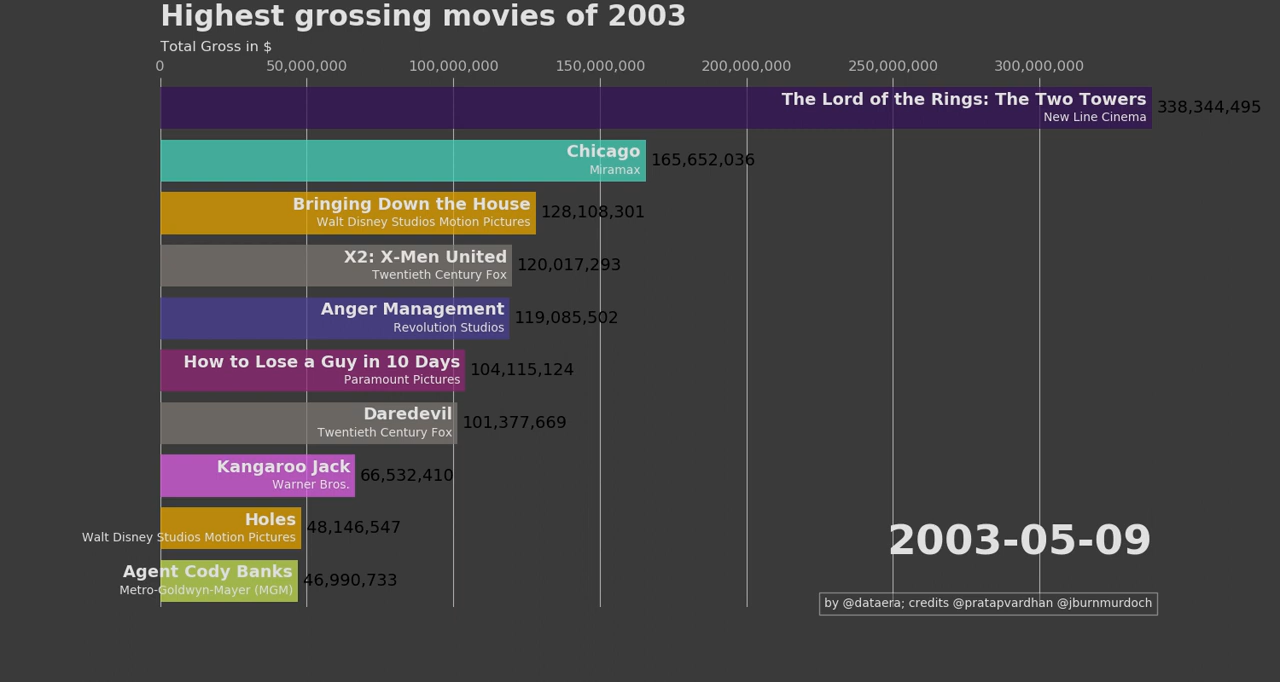 Highest grossing movies of 2003
Total Gross in $
0 50,000,000 100,000,000 150,000,000 200,000,000 250,000,000 300,000,000
The Lord of the Rings: The Two Towers 338,344,495
New Line Cinema
Chicago 165,652,036
Miramax
Bringing Down the House 128,108,301
Walt Disney Studios Motion Pictures
X2: X-Men United 120,017,293
Twentieth Century Fox
Anger Management 119,085,502
Revolution Studios
How to Lose a Guy in 10 Days 104,115,124
Paramount Pictures
Daredevil 101,377,669
Twentieth Century Fox
Kangaroo Jack 66,532,410
Warner Bros.
Holes 48,146,547
Walt Disney Studios Motion Pictures
Agent Cody Banks 46,990,733
Metro-Goldwyn-Mayer (MGM)
2003-05-09
by @dataera; credits @pratapvardhan @jburnmurdoch